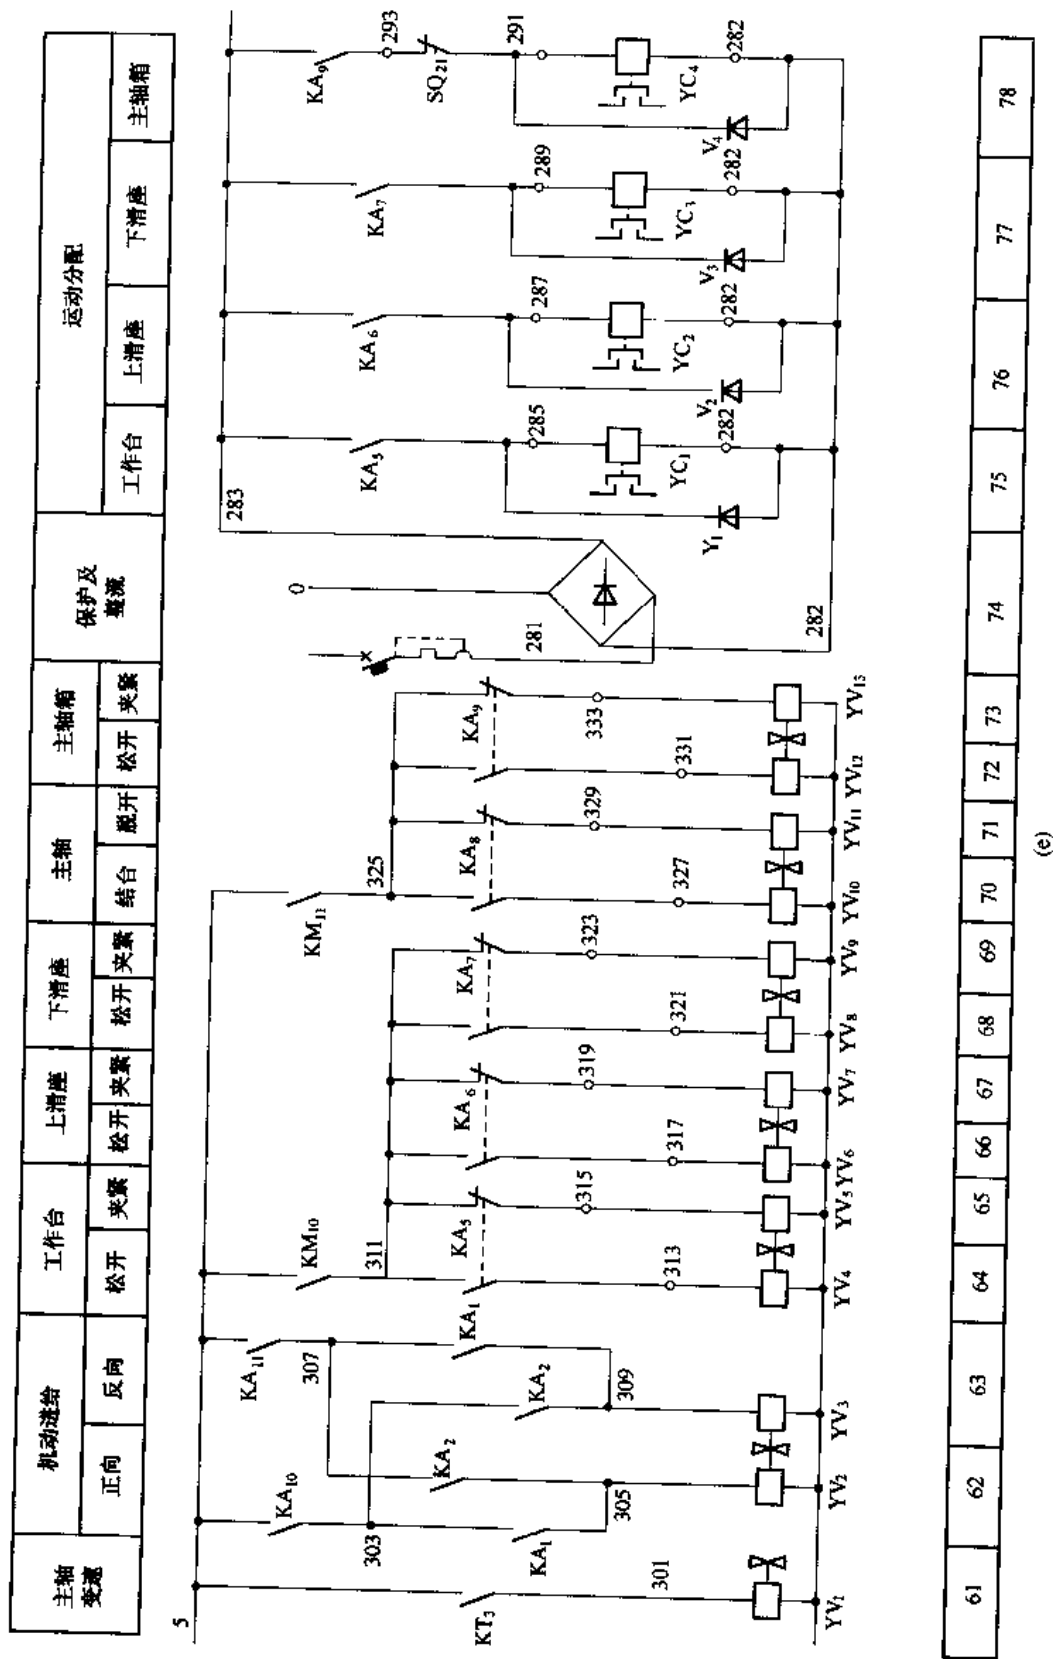 主轴
变速
机动进给
工作台
上滑座
下滑座
主轴
主轴箱
保护及
整流
运动分配
正向
反向
松开
夹紧
松开
夹紧
松开
夹紧
结台
脱开
松开
夹紧
工作台
上滑座
下滑座
主轴箱
5
283
KA₁₀
KA₁₁
KM₁₀
KM₁₁
0
KA₉
303
307
311
325
KA₅
KA₆
KA₇
293
KT₃
KA₂
KA₁
KA₅
KA₆
KA₇
KA₈
KA₉
SQ₂₁
KA₁
KA₂
281
285
287
289
291
301
305
309
313
315
317
319
321
323
327
329
331
333
YC₁
YC₂
YC₃
YC₄
Y₁
V₂
V₃
V₄
282
282
282
282
282
YV₁
YV₂
YV₃
YV₄
YV₅
YV₆
YV₇
YV₈
YV₉
YV₁₀
YV₁₁
YV₁₂
YV₁₃
61
62
63
64
65
66
67
68
69
70
71
72
73
74
75
76
77
78
(e)